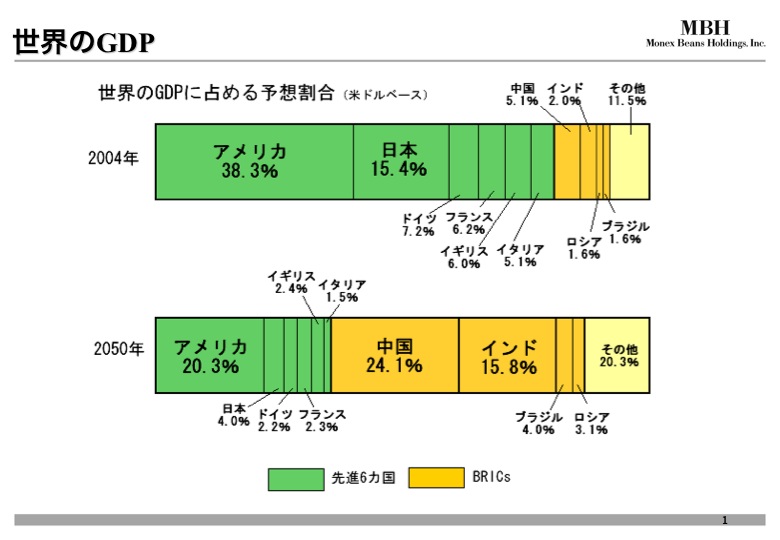 世界のGDP
MBH
Monex Beans Holdings, Inc.
世界のGDPに占める予想割合（米ドルベース）
中国
5.1%
インド
2.0%
その他
11.5%
2004年
アメリカ
38.3%
日本
15.4%
ドイツ
7.2%
フランス
6.2%
イギリス
6.0%
イタリア
5.1%
ロシア
1.6%
ブラジル
1.6%
イギリス
2.4%
イタリア
1.5%
2050年
アメリカ
20.3%
中国
24.1%
インド
15.8%
その他
20.3%
日本
4.0%
ドイツ
2.2%
フランス
2.3%
ブラジル
4.0%
ロシア
3.1%
先進6カ国
BRICs
1